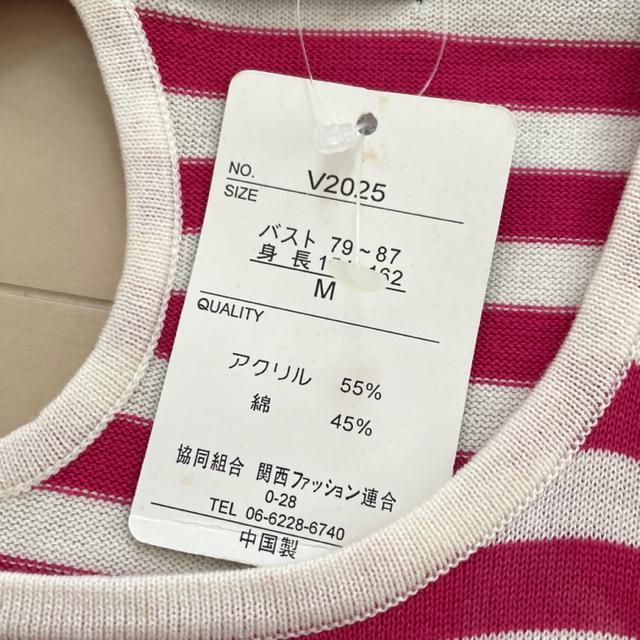 NO. V2025
SIZE
バスト 79~87
身長
M
QUALITY
アクリル 55%
綿 45%
協同組合 関西ファッション連合
0-28
TEL 06-6228-6740
中国製